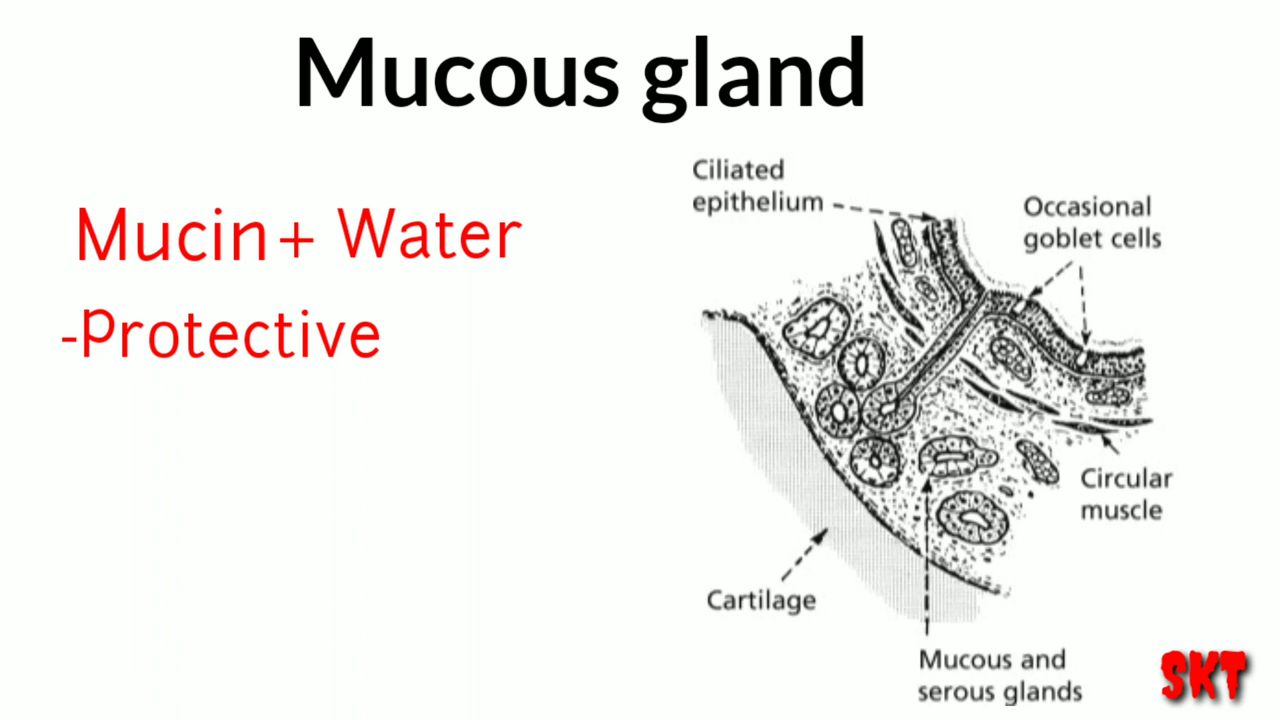 Mucous gland
Mucin + Water
-Protective
Ciliated
epithelium
Occasional
goblet cells
Circular
muscle
Cartilage
Mucous and
serous glands
SKT